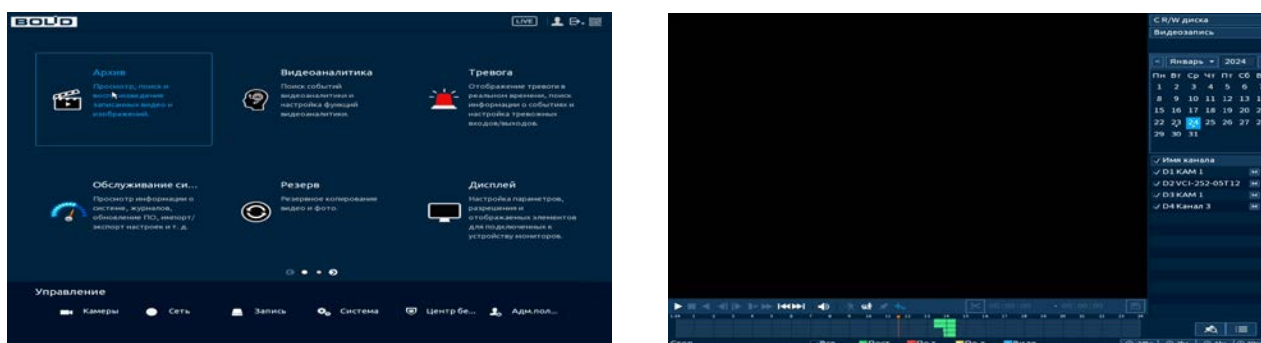 BOLID
LIVE
Архив
Просмотр, поиск и
воспроизведение
записанных видео и
изображений.
Видеоаналитика
Поиск событий
видеоаналитики и
настройка функций
видеоаналитики.
Тревога
Отображение тревоги в
реальном времени, поиск
информации о событиях и
настройка тревожных
входов/выходов.
Обслуживание си...
Просмотр информации о
системе, журналов,
обновление ПО, импорт/
экспорт настроек и т. д.
Резерв
Резервное копирование
видео и фото.
Дисплей
Настройка параметров,
разрешения и
отображаемых элементов
для подключенных к
устройству мониторов.
Управление
Камеры Сеть Запись Система Центр бе... Адм.пол...
С R/W диска
Видеозапись
Январь 2024
Пн Вт Ср Чт Пт Сб В
1 2 3 4 5 6 7
8 9 10 11 12 13 1
15 16 17 18 19 20 2
22 23 24 25 26 27 2
29 30 31
Имя канала
D1 КАМ 1
D2 VCI-252-05T12
D3 КАМ 1
D4 Канал 3